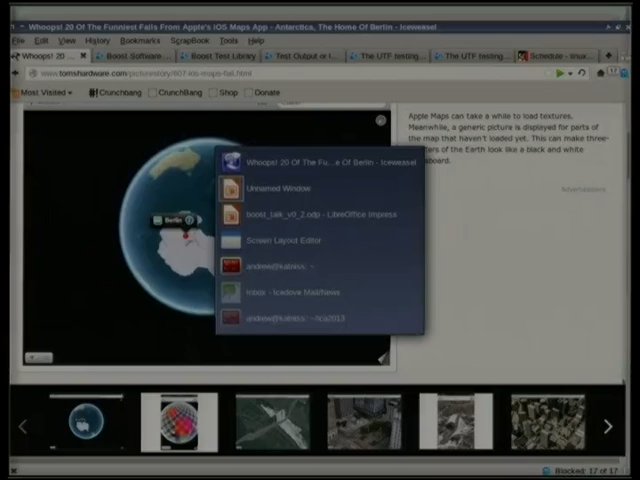 Whoops! 20 Of The Funniest Fails From Apple's iOS Maps App - Antarctica, The Home Of Berlin - Iceweasel
File Edit View History Bookmarks ScrapBook Tools Help
Whoops! 20 ... Boost Software ... Boost Test Library Test Output or l... The UTF testing... The UTF testing... Schedule - linux...
www.tomshardware.com/picturestory/607-ios-maps-fail.html
Most Visited Crunchbang CrunchBang Shop Donate
Apple Maps can take a while to load textures.
Meanwhile, a generic picture is displayed for parts of
the map that haven't loaded yet. This can make three-
ters of the Earth look like a black and white
board.
Advertisements
Berlin
Whoops! 20 Of The Fu...e Of Berlin - Iceweasel
Unnamed Window
boost_talk_v0_2.odp - LibreOffice Impress
Screen Layout Editor
andrew@katniss: ~
Inbox - Icedove Mail/News
andrew@katniss: ~/lca2013
Blocked: 17 of 17